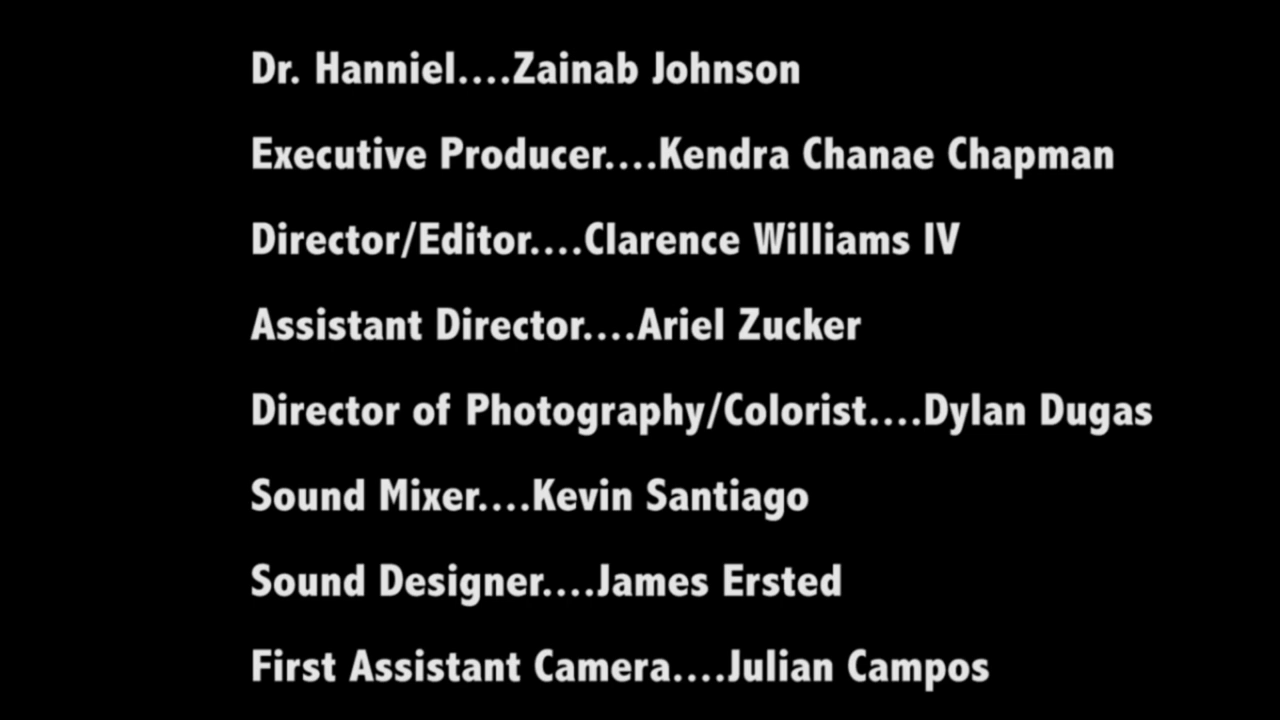 Dr. Hanniel....Zainab Johnson
Executive Producer....Kendra Chanae Chapman
Director/Editor....Clarence Williams IV
Assistant Director....Ariel Zucker
Director of Photography/Colorist....Dylan Dugas
Sound Mixer....Kevin Santiago
Sound Designer....James Ersted
First Assistant Camera....Julian Campos